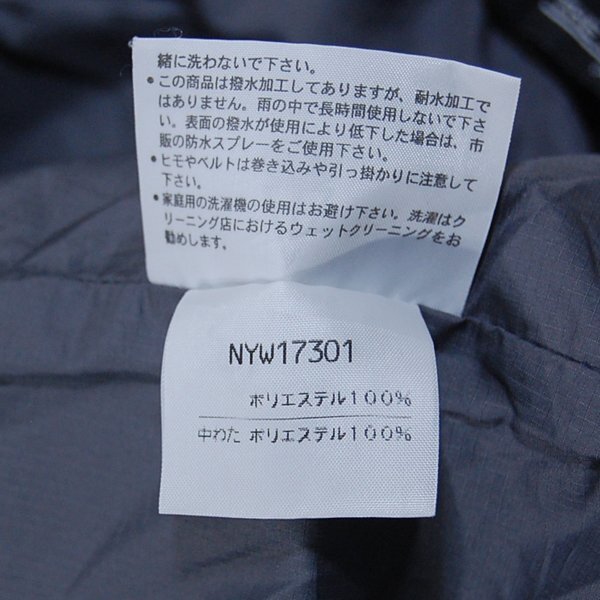 緒に洗わないで下さい。
●この商品は撥水加工してありますが、耐水加工で
はありません。雨の中で長時間使用しないで下さ
い。表面の撥水が使用により低下した場合は、市
販の防水スプレーをご使用下さい。
●ヒモやベルトは巻き込みや引っ掛かりに注意して
下さい。
●家庭用の洗濯機の使用はお避け下さい。洗濯はク
リーニング店におけるウェットクリーニングをお
勧めします。
NYW17301
ポリエステル100%
中わた ポリエステル100%